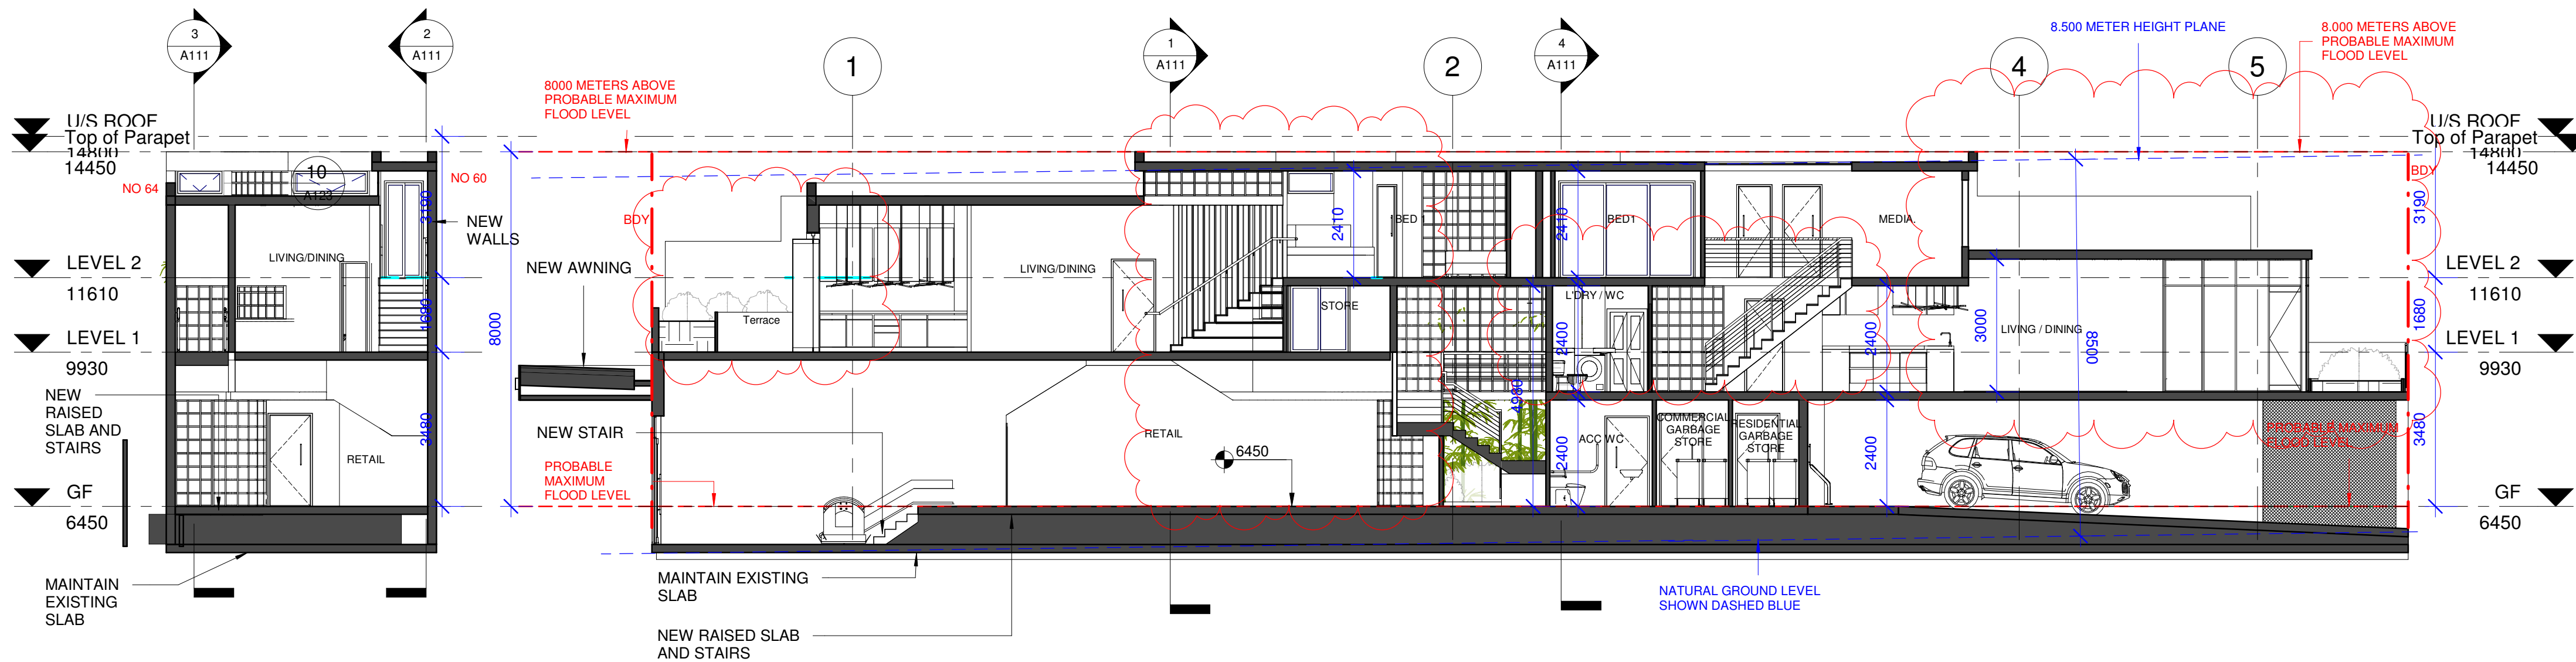 3
A111
2
A111
1
1
A111
2
4
A111
4
5
8.500 METER HEIGHT PLANE
8.000 METERS ABOVE
PROBABLE MAXIMUM
FLOOD LEVEL
8000 METERS ABOVE
PROBABLE MAXIMUM
FLOOD LEVEL
U/S ROOF
Top of Parapet
14800
14450
U/S ROOF
Top of Parapet
14800
14450
NO 64
10
A123
NO 60
3190
NEW
WALLS
LIVING/DINING
LEVEL 2
11610
1680
LEVEL 1
9930
NEW
RAISED
SLAB AND
STAIRS
3480
RETAIL
GF
6450
MAINTAIN
EXISTING
SLAB
8000
NEW AWNING
NEW STAIR
PROBABLE
MAXIMUM
FLOOD LEVEL
BDY
Terrace
LIVING/DINING
STORE
RETAIL
6450
2410
BED
2410
BED1
MEDIA
L'DRY / WC
2400
2400
3000
LIVING / DINING
8500
4980
2400
ACC WC
COMMERCIAL
GARBAGE
STORE
RESIDENTIAL
GARBAGE
STORE
2400
PROBABLE MAXIMUM
FLOOD LEVEL
BDY
3190
LEVEL 2
11610
1680
LEVEL 1
9930
3480
GF
6450
MAINTAIN EXISTING
SLAB
NEW RAISED SLAB
AND STAIRS
NATURAL GROUND LEVEL
SHOWN DASHED BLUE